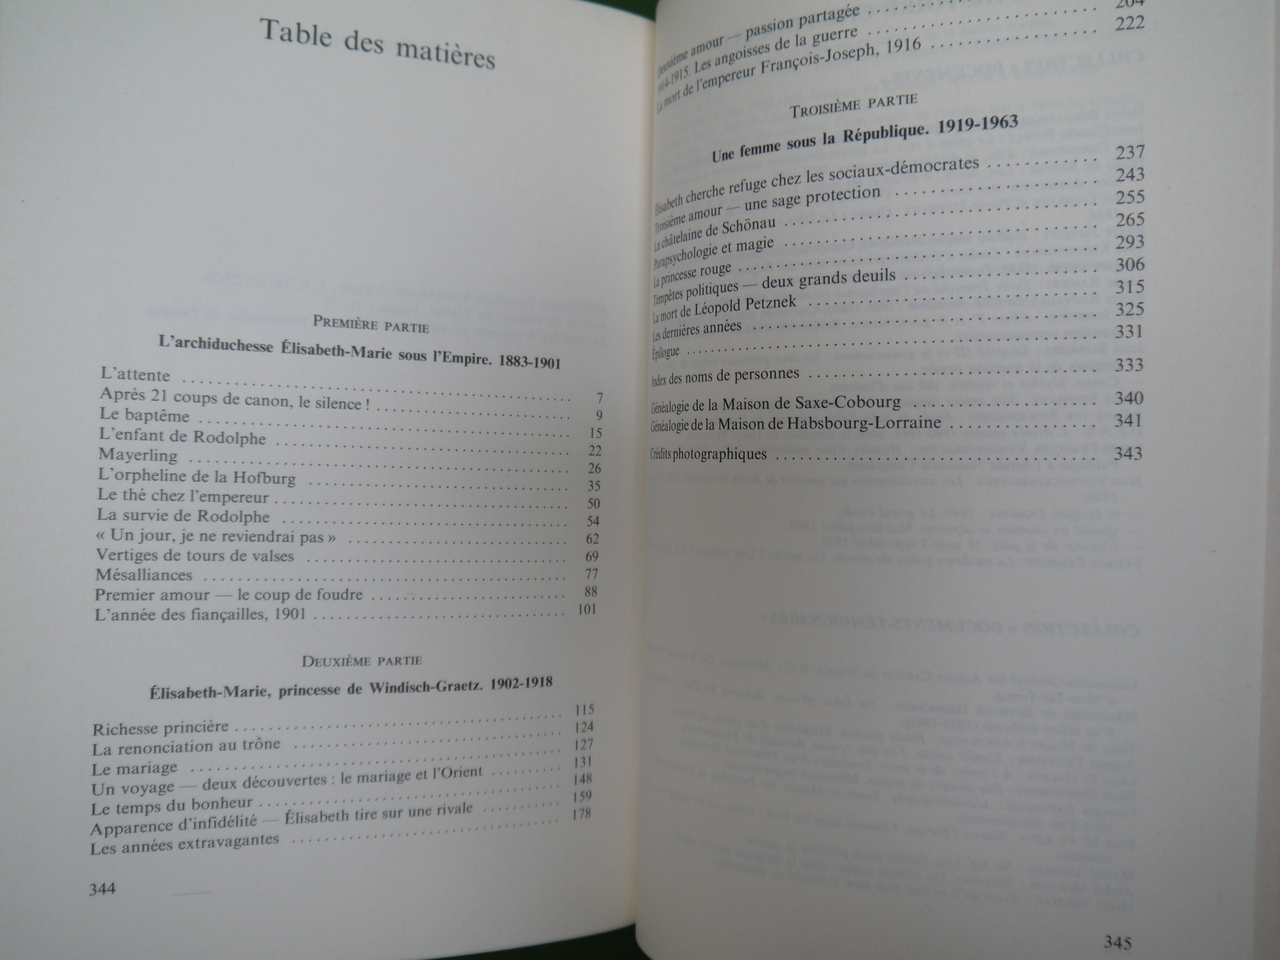 Table des matières
PREMIÈRE PARTIE
L'archiduchesse Élisabeth-Marie sous l'Empire. 1883-1901
L'attente 7
Après 21 coups de canon, le silence ! 9
Le baptême 15
L'enfant de Rodolphe 22
Mayerling 26
L'orpheline de la Hofburg 35
Le thé chez l'empereur 50
La survie de Rodolphe 54
« Un jour, je ne reviendrai pas » 62
Vertiges de tours de valses 69
Mésalliances 77
Premier amour — le coup de foudre 88
L'année des fiançailles, 1901 101
DEUXIÈME PARTIE
Élisabeth-Marie, princesse de Windisch-Graetz. 1902-1918
Richesse princière 115
La renonciation au trône 124
Le mariage 127
Un voyage — deux découvertes : le mariage et l'Orient 131
Le temps du bonheur 148
Apparence d'infidélité — Élisabeth tire sur une rivale 159
Les années extravagantes 178
344
Deuxième amour — passion partagée
1914-1915. Les angoisses de la guerre 204
La mort de l'empereur François-Joseph, 1916 222
TROISIÈME PARTIE
Une femme sous la République. 1919-1963
Élisabeth cherche refuge chez les sociaux-démocrates 237
Troisième amour — une sage protection 243
La châtelaine de Schönau 255
Parapsychologie et magie 265
La princesse rouge 293
Tempêtes politiques — deux grands deuils 306
La mort de Léopold Petznek 315
Les dernières années 325
Épilogue 331
Index des noms de personnes 333
Généalogie de la Maison de Saxe-Cobourg 340
Généalogie de la Maison de Habsbourg-Lorraine 341
Crédits photographiques 343
345